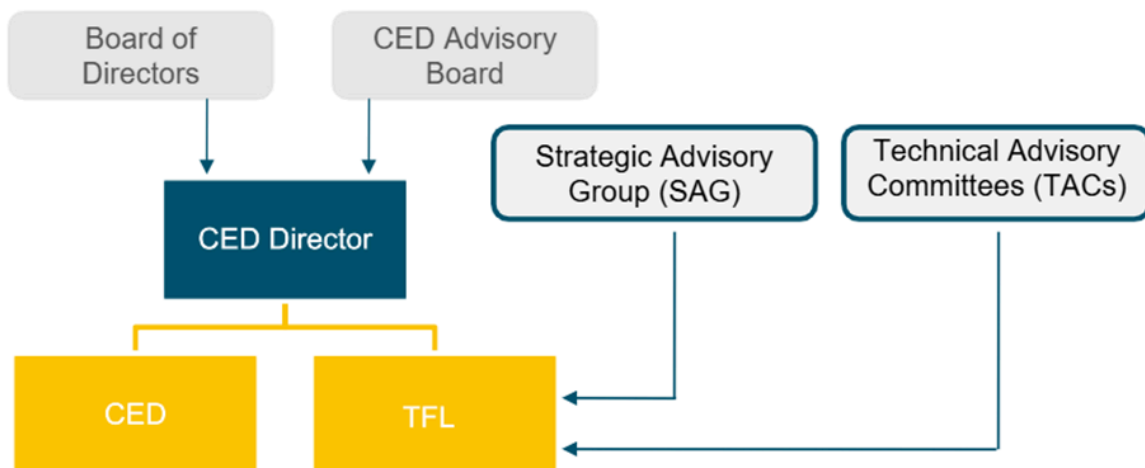 Board of
Directors
CED Advisory
Board
Strategic Advisory
Group (SAG)
Technical Advisory
Committees (TACs)
CED Director
CED
TFL